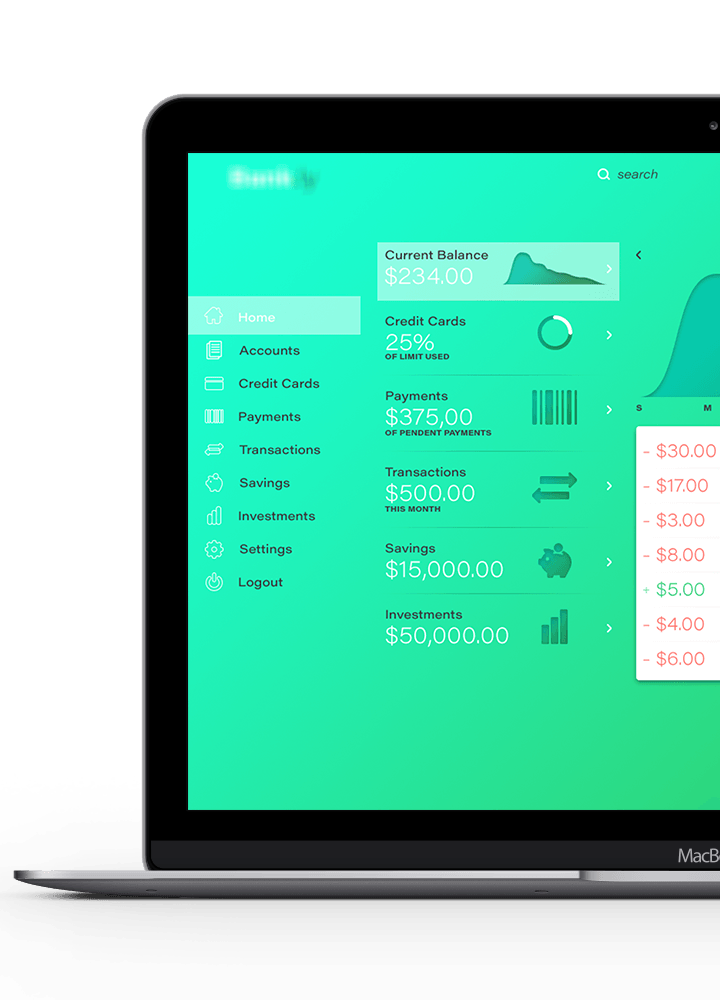 search
Home
Accounts
Credit Cards
Payments
Transactions
Savings
Investments
Settings
Logout
Current Balance
$234.00
Credit Cards
25%
OF LIMIT USED
Payments
$375,00
OF PENDENT PAYMENTS
Transactions
$500.00
THIS MONTH
Savings
$15,000.00
Investments
$50,000.00
S M
- $30.00
- $17.00
- $3.00
- $8.00
+ $5.00
- $4.00
- $6.00